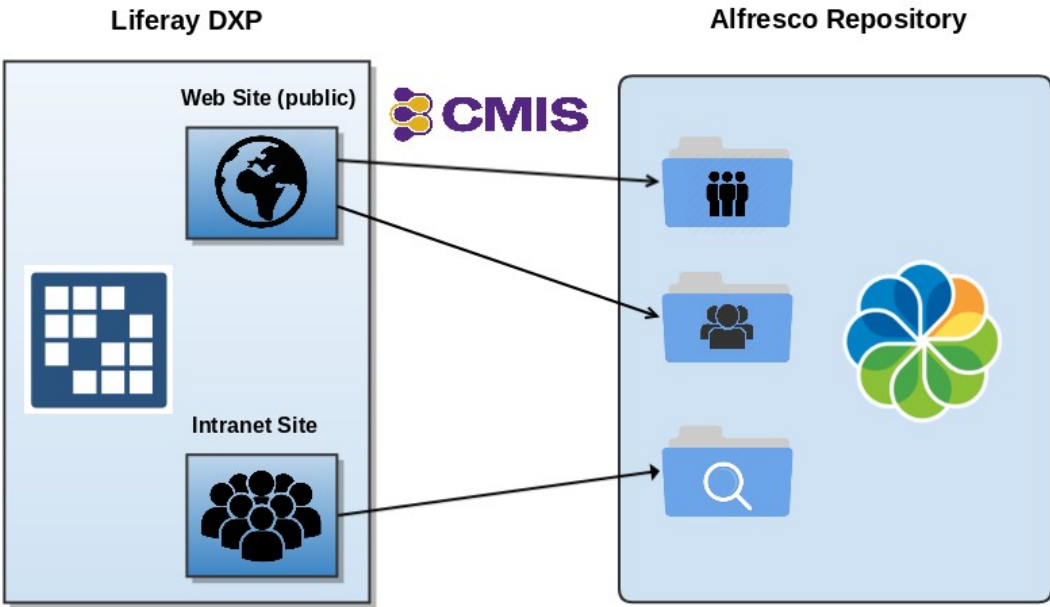 Liferay DXP
Alfresco Repository
Web Site (public)
CMIS
Intranet Site